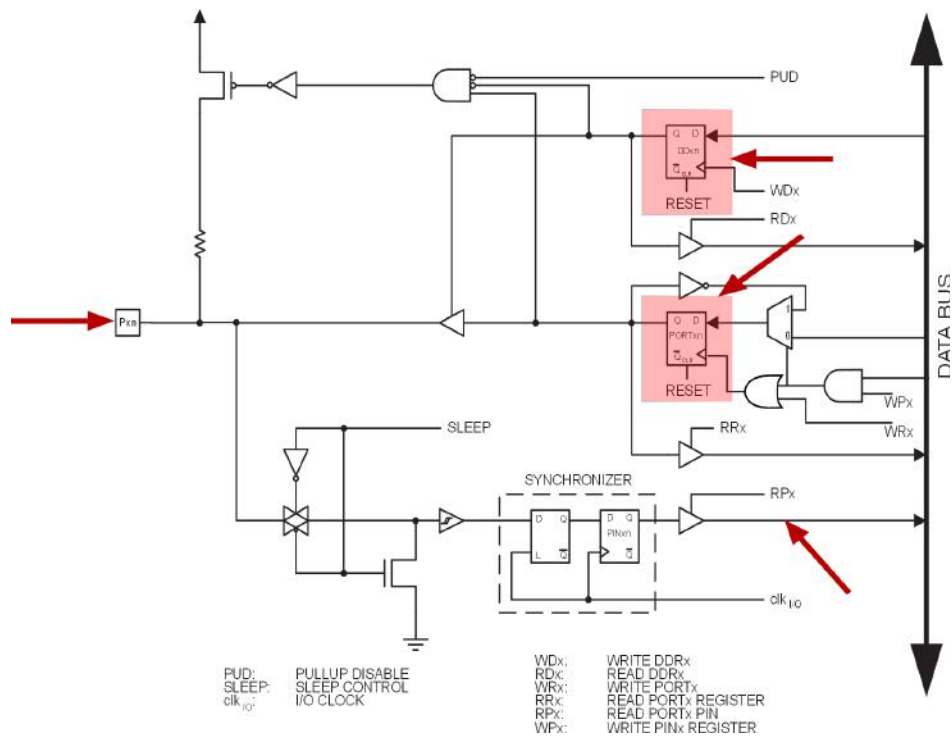 PUD
Q D
DDxn
Q CLR
WDx
RESET
RDx
Pxn
1
Q D
PORTxn
0
Q CLR
RESET
WPx
WRx
RRx
SLEEP
SYNCHRONIZER
RPx
D Q
D Q
PINxn
L Q
Q
clk I/O
DATA BUS
PUD: PULLUP DISABLE
SLEEP: SLEEP CONTROL
clk I/O: I/O CLOCK
WDx: WRITE DDRx
RDx: READ DDRx
WRx: WRITE PORTx
RRx: READ PORTx REGISTER
RPx: READ PORTx PIN
WPx: WRITE PINx REGISTER